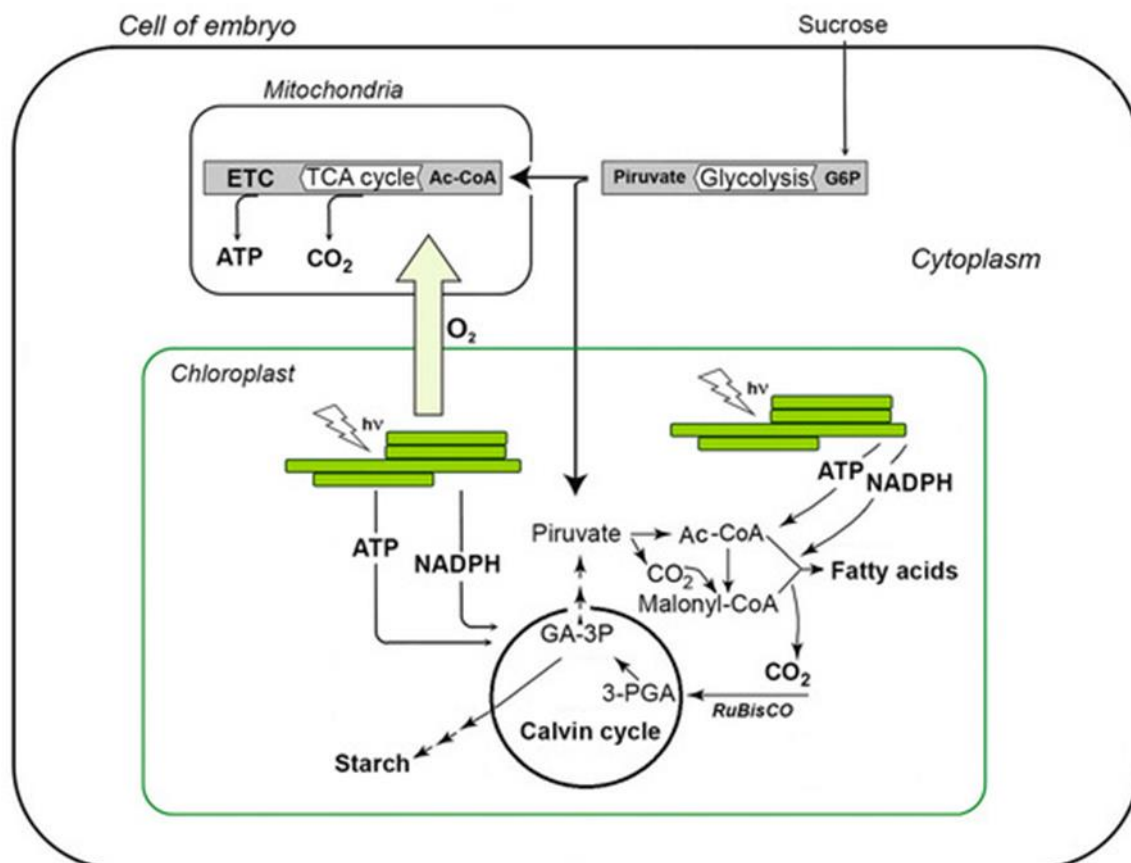 Cell of embryo
Sucrose
Mitochondria
ETC TCA cycle Ac-CoA
Piruvate Glycolysis G6P
ATP CO₂
Cytoplasm
O₂
Chloroplast
hν
hν
ATP
NADPH
ATP
NADPH
Piruvate
Ac-CoA
CO₂
Fatty acids
Malonyl-CoA
GA-3P
CO₂
3-PGA
RuBisCO
Calvin cycle
Starch